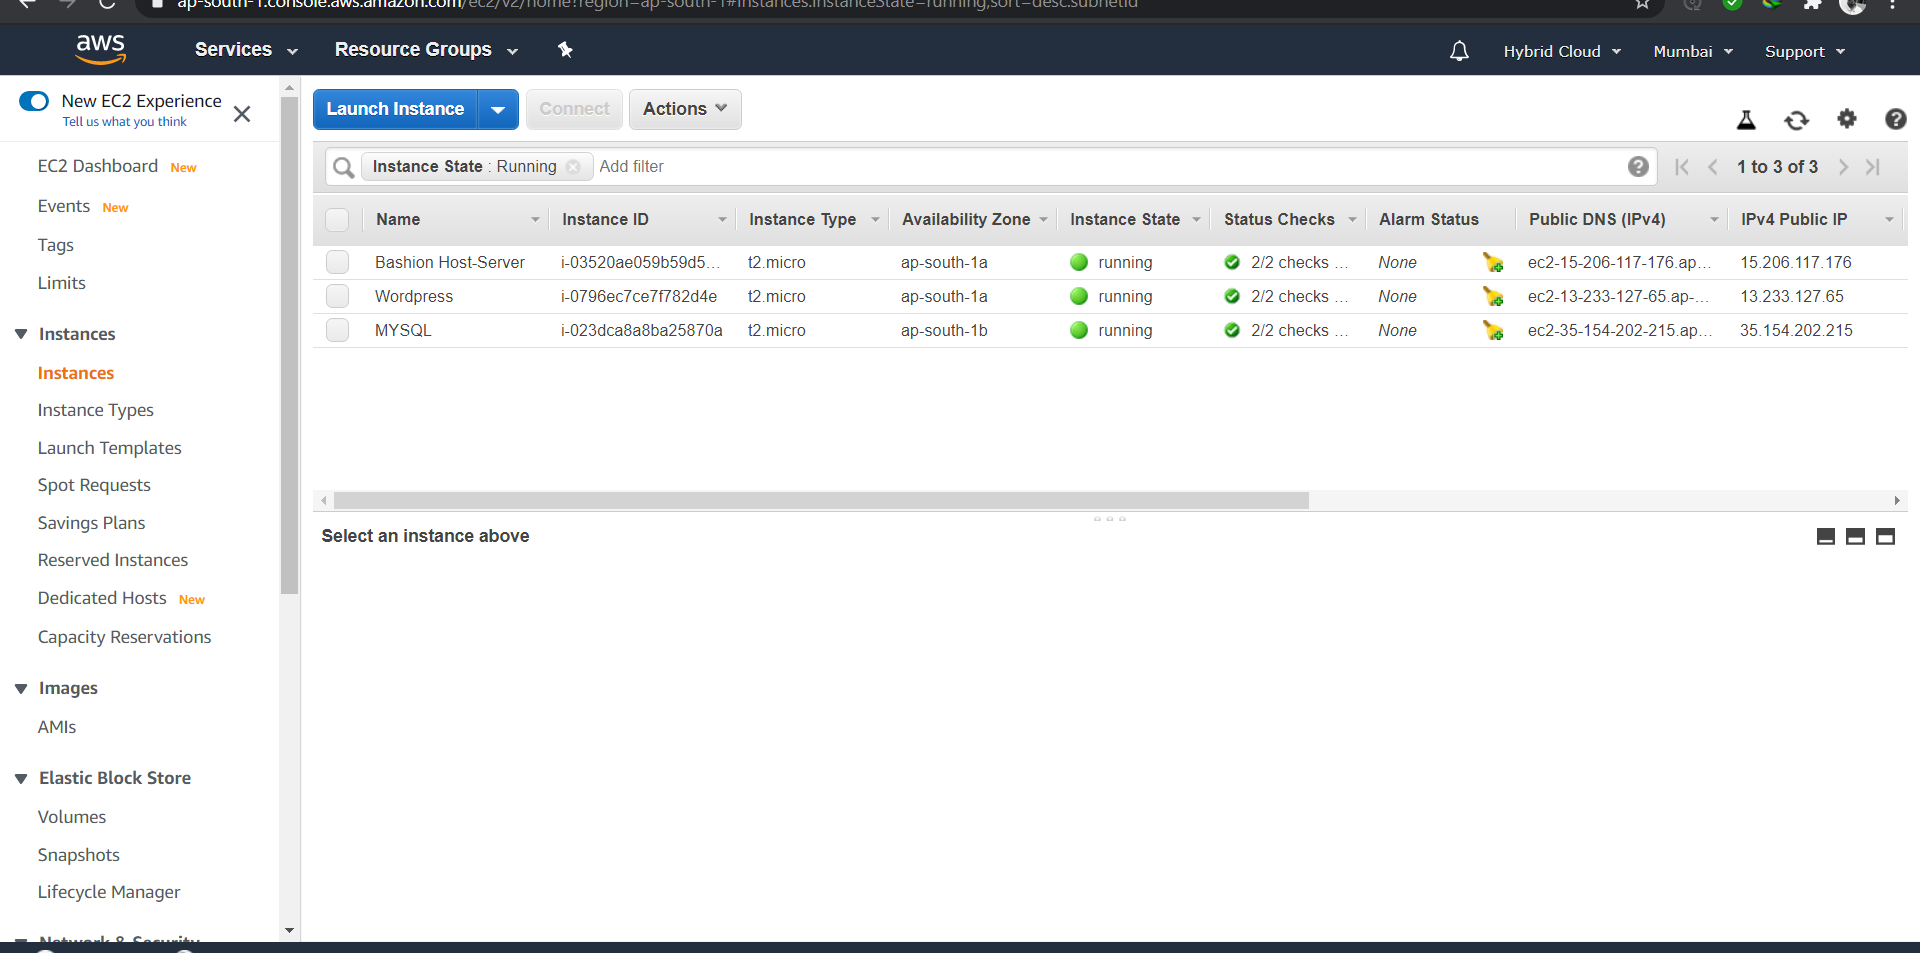 ap-south-1.console.aws.amazon.com/ec2/v2/home?region=ap-south-1#Instances:instanceState=running;sort=desc:subnetId
aws Services Resource Groups Hybrid Cloud Mumbai Support
New EC2 Experience
Tell us what you think
EC2 Dashboard New
Events New
Tags
Limits
Instances
Instances
Instance Types
Launch Templates
Spot Requests
Savings Plans
Reserved Instances
Dedicated Hosts New
Capacity Reservations
Images
AMIs
Elastic Block Store
Volumes
Snapshots
Lifecycle Manager
Network & Security
Launch Instance Connect Actions
Instance State : Running Add filter 1 to 3 of 3
Name Instance ID Instance Type Availability Zone Instance State Status Checks Alarm Status Public DNS (IPv4) IPv4 Public IP
Bashion Host-Server i-03520ae059b59d5... t2.micro ap-south-1a running 2/2 checks ... None ec2-15-206-117-176.ap... 15.206.117.176
Wordpress i-0796ec7ce7f782d4e t2.micro ap-south-1a running 2/2 checks ... None ec2-13-233-127-65.ap-... 13.233.127.65
MYSQL i-023dca8a8ba25870a t2.micro ap-south-1b running 2/2 checks ... None ec2-35-154-202-215.ap... 35.154.202.215
Select an instance above